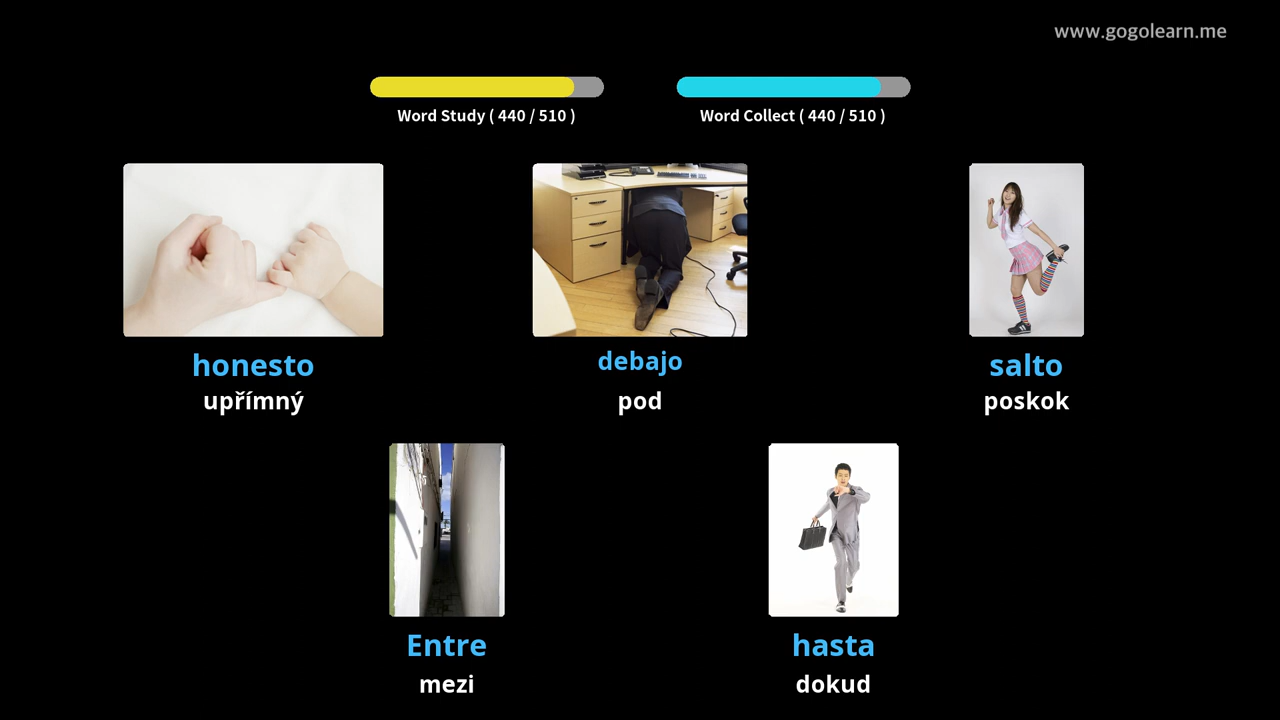 www.gogolearn.me
Word Study ( 440 / 510 )
Word Collect ( 440 / 510 )
honesto
upřímný
debajo
pod
salto
poskok
Entre
mezi
hasta
dokud